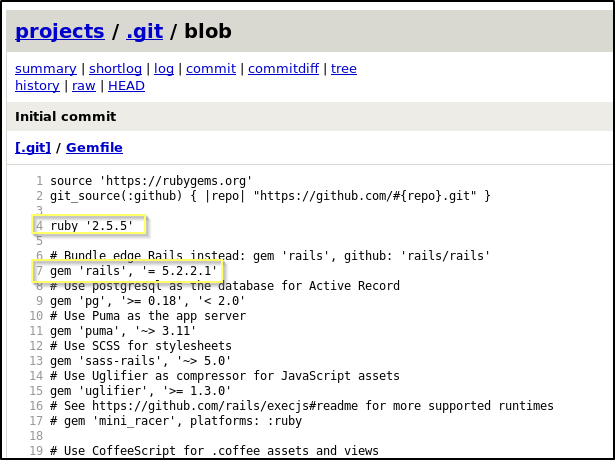 projects / .git / blob
summary | shortlog | log | commit | commitdiff | tree
history | raw | HEAD
Initial commit
[.git] / Gemfile
1 source 'https://rubygems.org'
2 git_source(:github) { |repo| "https://github.com/#{repo}.git" }
3
4 ruby '2.5.5'
5
6 # Bundle edge Rails instead: gem 'rails', github: 'rails/rails'
7 gem 'rails', '= 5.2.2.1'
8 # Use postgresql as the database for Active Record
9 gem 'pg', '>= 0.18', '< 2.0'
10 # Use Puma as the app server
11 gem 'puma', '~> 3.11'
12 # Use SCSS for stylesheets
13 gem 'sass-rails', '~> 5.0'
14 # Use Uglifier as compressor for JavaScript assets
15 gem 'uglifier', '>= 1.3.0'
16 # See https://github.com/rails/execjs#readme for more supported runtimes
17 # gem 'mini_racer', platforms: :ruby
18
19 # Use CoffeeScript for .coffee assets and views